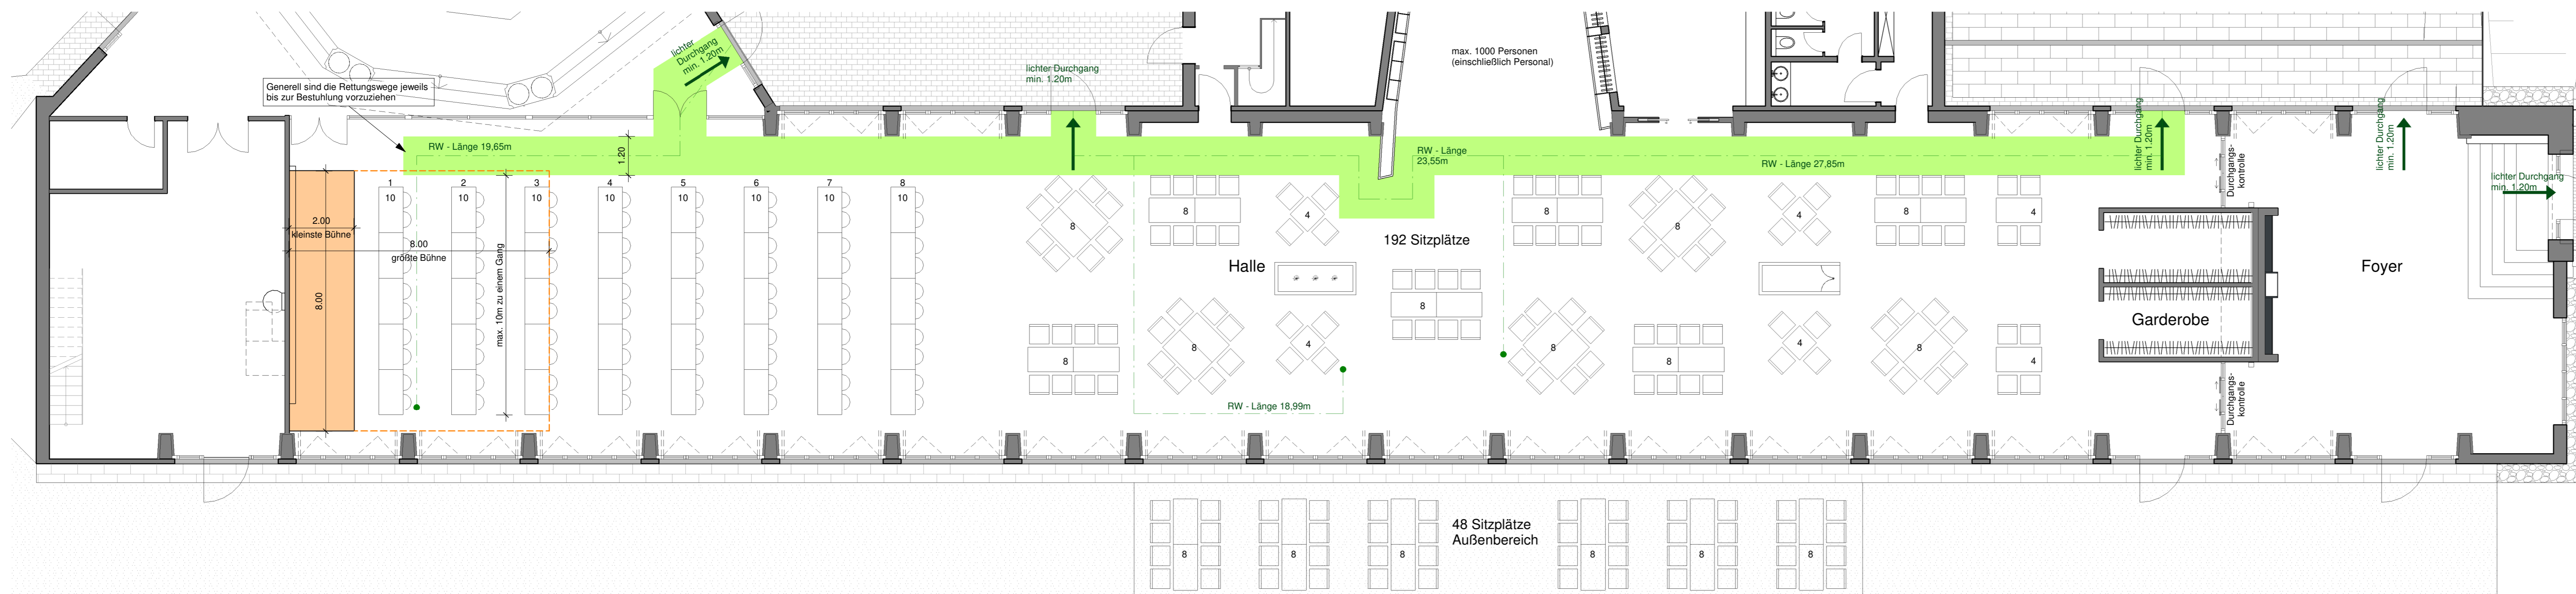 lichter
Durchgang
min. 1.20m
max. 1000 Personen
(einschließlich Personal)
lichter Durchgang
min. 1.20m
Generell sind die Rettungswege jeweils
bis zur Bestuhlung vorzuziehen
lichter Durchgang
min. 1.20m
lichter Durchgang
min. 1.20m
RW - Länge 19,65m
1.20
RW - Länge
23,55m
RW - Länge 27,85m
Durchgangs-
kontrolle
lichter Durchgang
min. 1.20m
1
2
3
4
5
6
7
8
10
10
10
10
10
10
10
10
2.00
kleinste Bühne
8.00
größte Bühne
8.00
max. 10m zu einem Gang
8
8
4
8
8
4
8
4
192 Sitzplätze
Halle
Foyer
8
Garderobe
8
8
4
8
8
4
8
4
RW - Länge 18,99m
Durchgangs-
kontrolle
48 Sitzplätze
Außenbereich
8
8
8
8
8
8